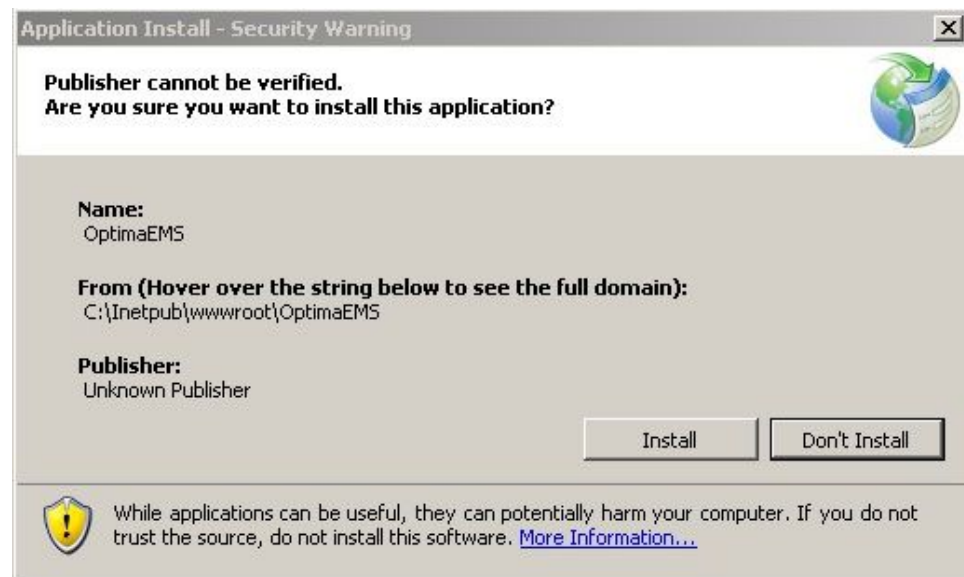 Application Install - Security Warning
Publisher cannot be verified.
Are you sure you want to install this application?
Name:
OptimaEMS
From (Hover over the string below to see the full domain):
C:\Inetpub\wwwroot\OptimaEMS
Publisher:
Unknown Publisher
Install
Don't Install
While applications can be useful, they can potentially harm your computer. If you do not
trust the source, do not install this software. More Information...